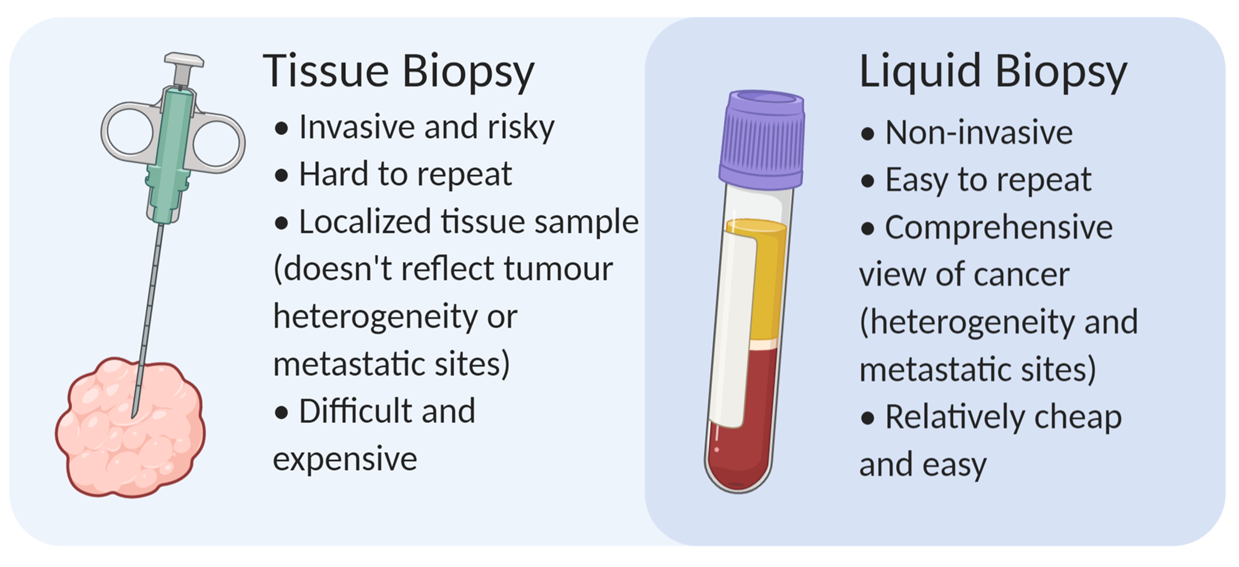 Tissue Biopsy
• Invasive and risky
• Hard to repeat
• Localized tissue sample
(doesn't reflect tumour
heterogeneity or
metastatic sites)
• Difficult and
expensive
Liquid Biopsy
• Non-invasive
• Easy to repeat
• Comprehensive
view of cancer
(heterogeneity and
metastatic sites)
• Relatively cheap
and easy